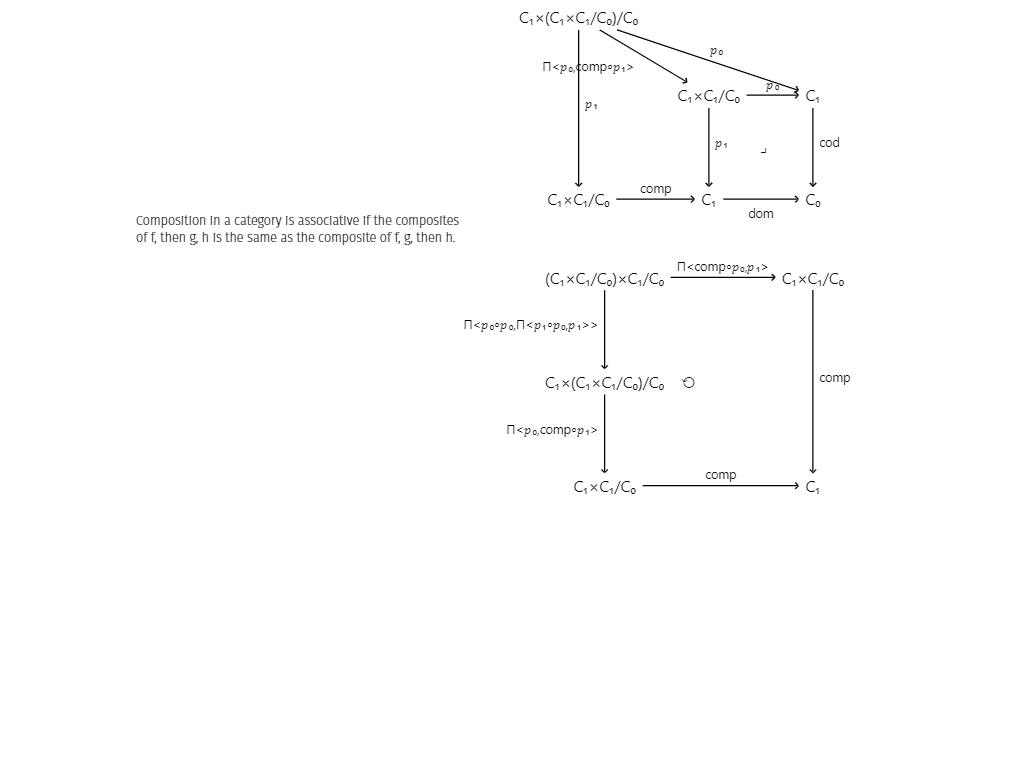 C₁×(C₁×C₁/C₀)/C₀
p₀
Π<p₀,comp∘p₁>
p₀
C₁×C₁/C₀
C₁
p₁
p₁
cod
comp
C₁×C₁/C₀
C₁
C₀
dom
Composition in a category is associative if the composites
of f, then g, h is the same as the composite of f, g, then h.
Π<comp∘p₀,p₁>
(C₁×C₁/C₀)×C₁/C₀
C₁×C₁/C₀
Π<p₀∘p₀,Π<p₁∘p₀,p₁>>
comp
C₁×(C₁×C₁/C₀)/C₀
Π<p₀,comp∘p₁>
comp
C₁×C₁/C₀
C₁